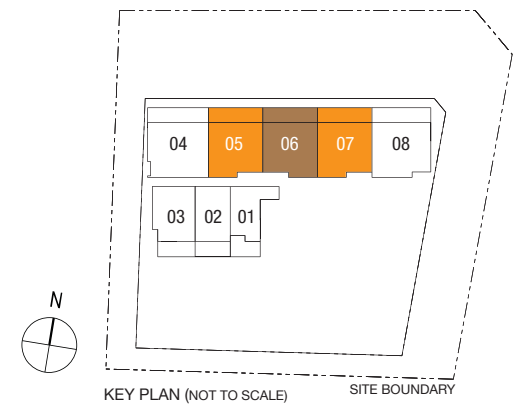 04 05 06 07 08
03 02 01
N
KEY PLAN (NOT TO SCALE)
SITE BOUNDARY